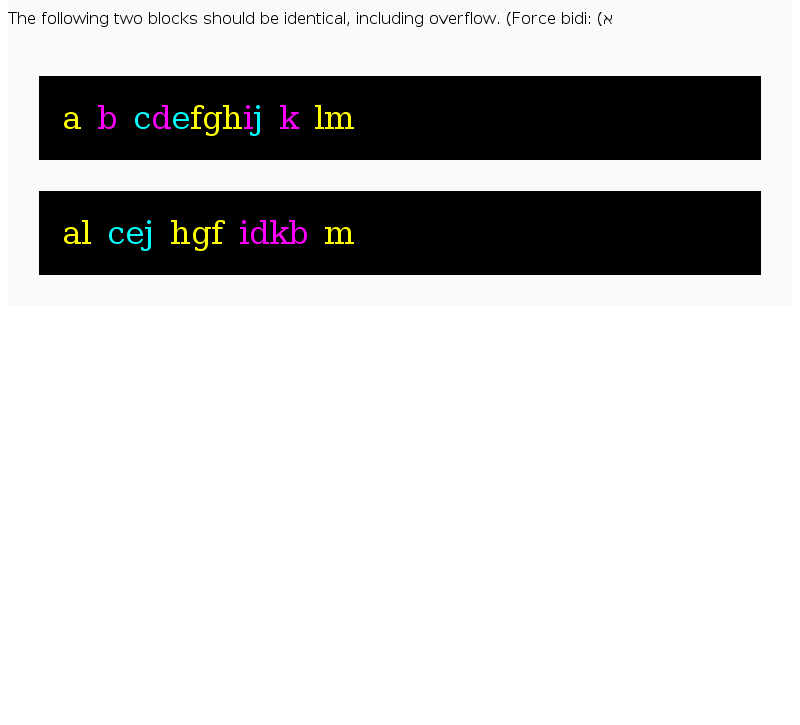 The following two blocks should be identical, including overflow. (Force bidi: (א
a b cdefghij k lm
al cej hgf idkb m